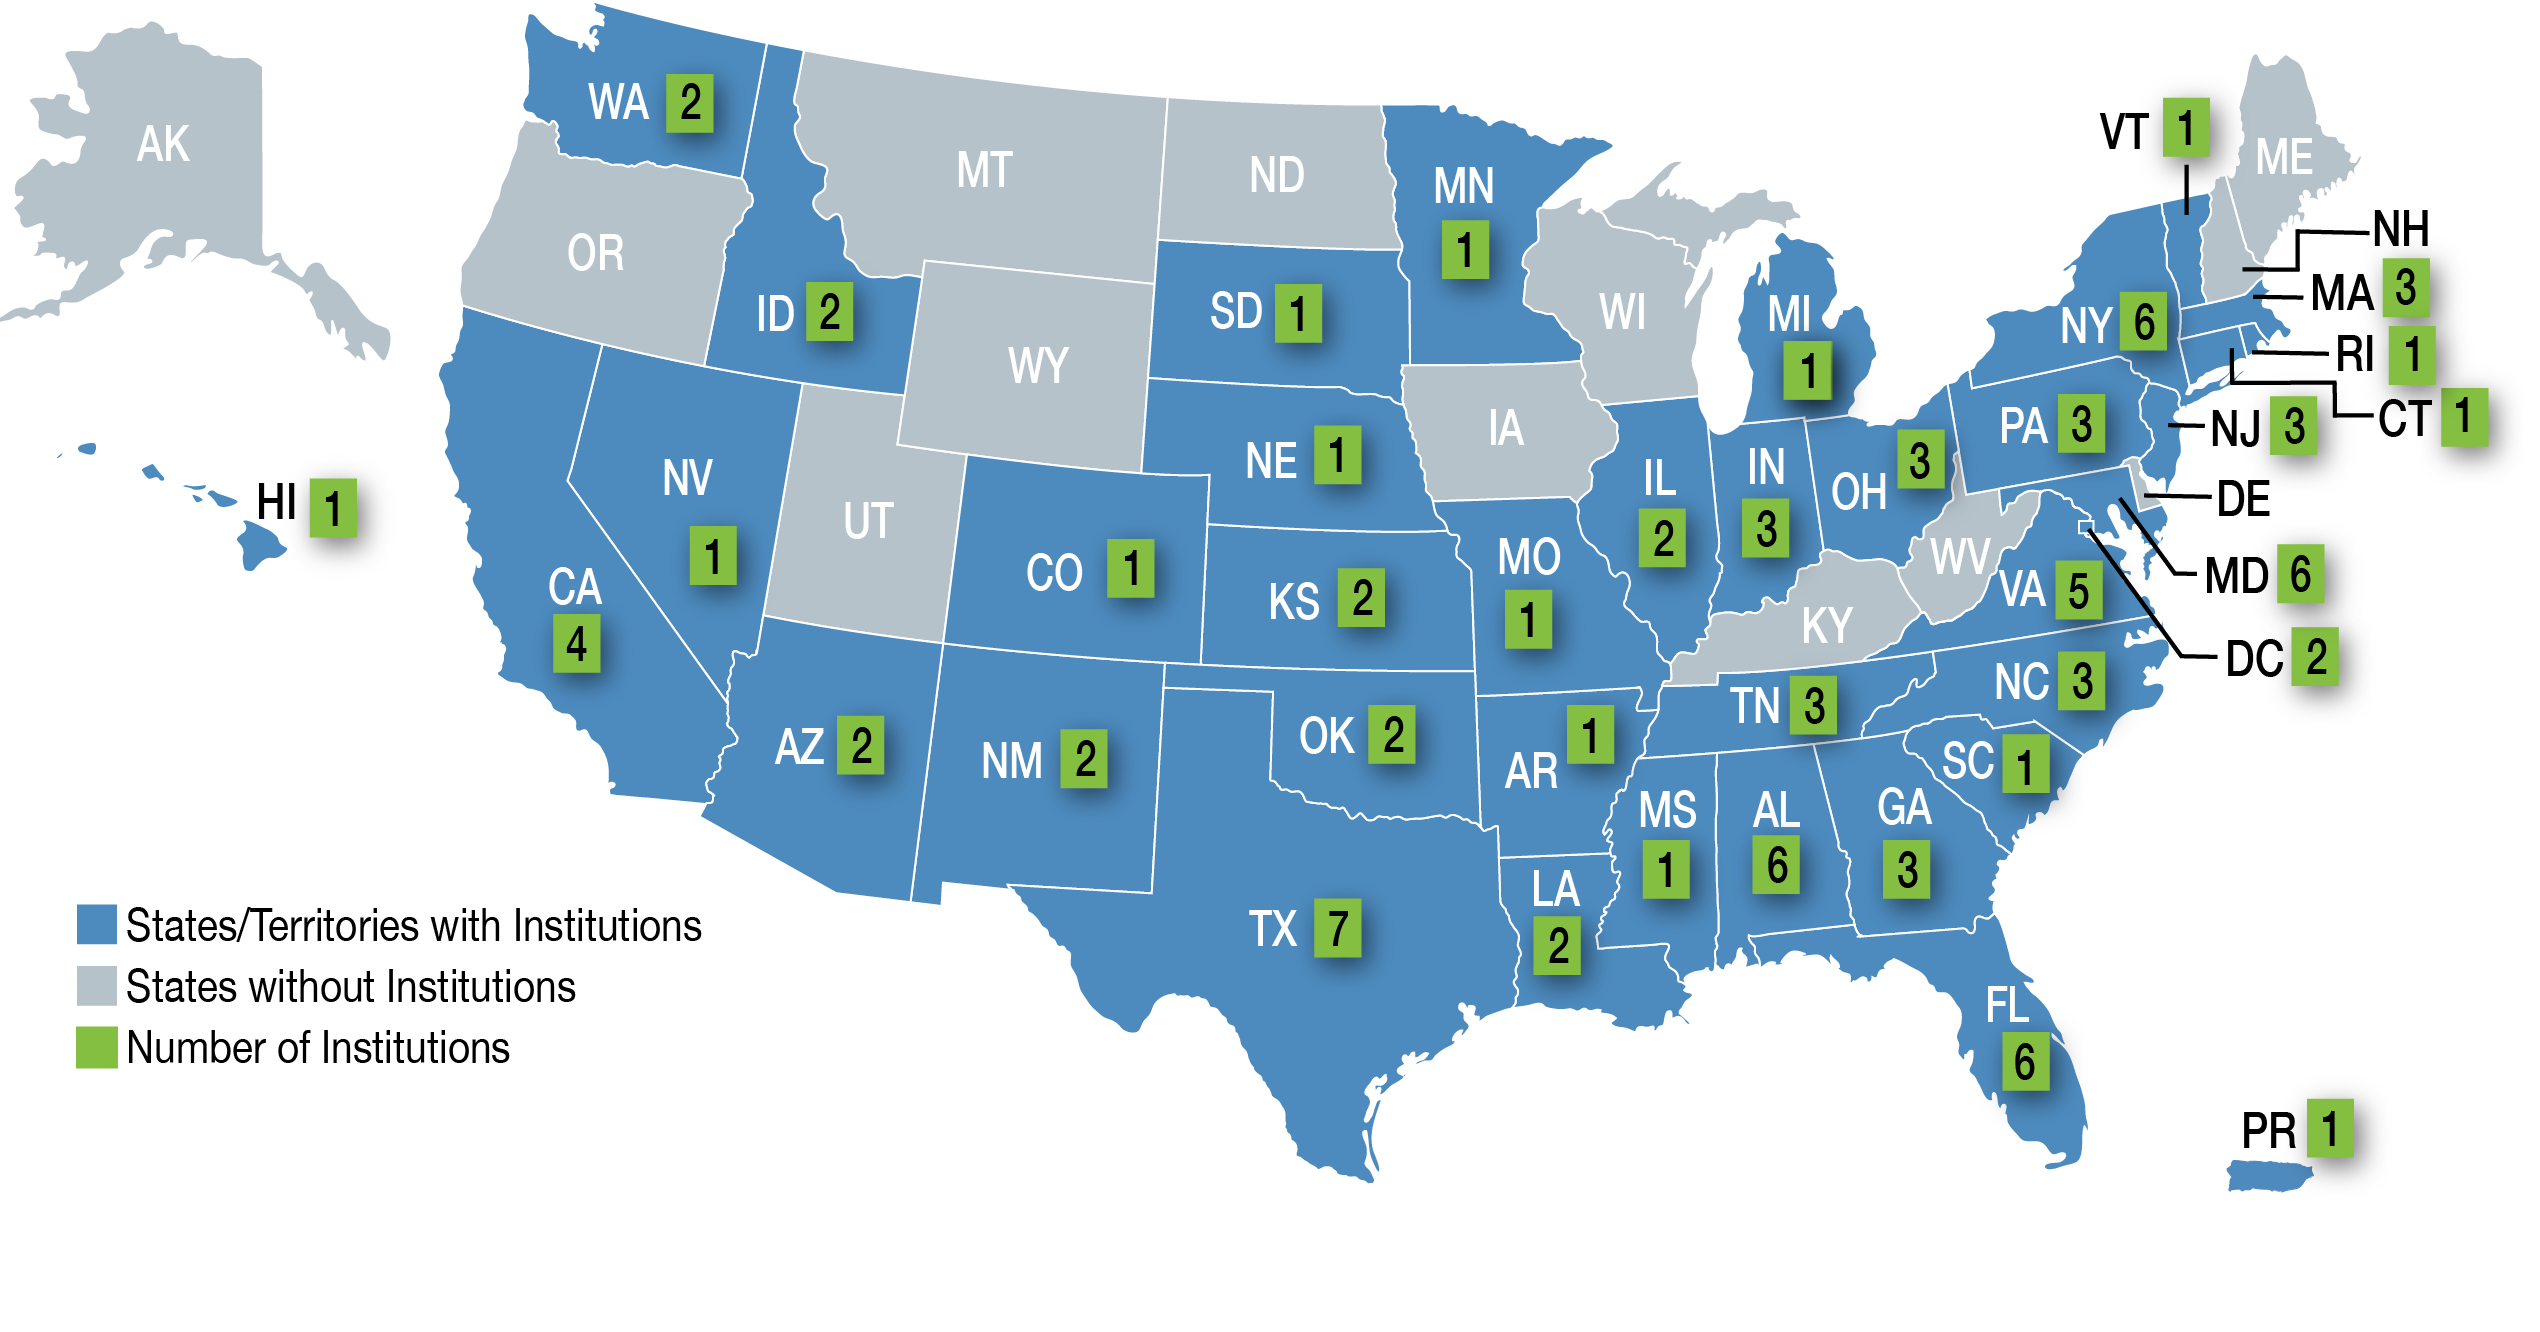 AK
WA 2
OR
ID 2
MT
ND
MN
1
WY
SD 1
WI
MI
1
VT 1
ME
NH
MA 3
NY 6
RI 1
CT 1
HI 1
CA
4
NV
1
UT
CO 1
NE 1
KS 2
IA
MO
1
IL
2
IN
3
OH 3
PA 3
NJ 3
DE
WV
VA 5
MD 6
DC 2
KY
AZ 2
NM 2
OK 2
AR 1
TN 3
NC 3
SC 1
TX 7
LA
2
MS
1
AL
6
GA
3
FL
6
PR 1
States/Territories with Institutions
States without Institutions
Number of Institutions